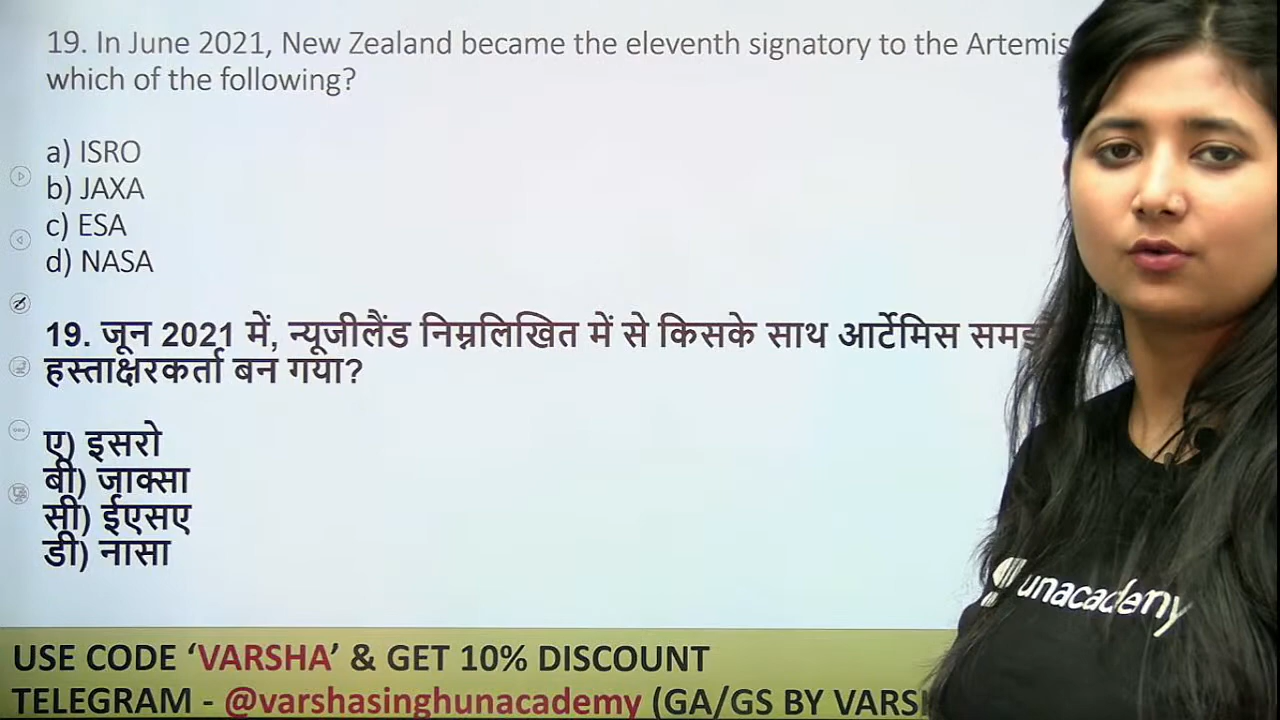 19. In June 2021, New Zealand became the eleventh signatory to the Artemis
which of the following?
a) ISRO
b) JAXA
c) ESA
d) NASA
19. जून 2021 में, न्यूजीलैंड निम्नलिखित में से किसके साथ आर्टेमिस
हस्ताक्षरकर्ता बन गया?
ए) इसरो
बी) जाक्सा
सी) ईएसए
डी) नासा
unacademy
USE CODE ‘VARSHA’ & GET 10% DISCOUNT
TELEGRAM - @varshasinghunacademy (GA/GS BY